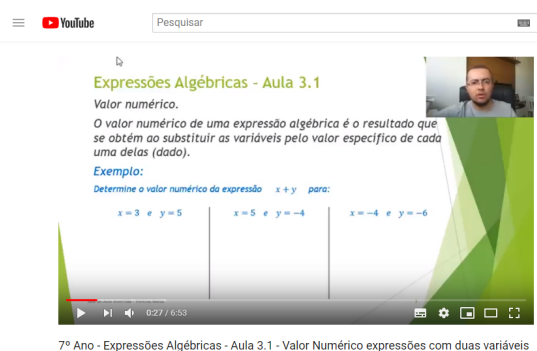 YouTube
Pesquisar
Expressões Algébricas - Aula 3.1
Valor numérico.
O valor numérico de uma expressão algébrica é o resultado que
se obtém ao substituir as variáveis pelo valor específico de cada
uma delas (dado).
Exemplo:
Determine o valor numérico da expressão x + y para:
x = 3 e y = 5
x = 5 e y = −4
x = −4 e y = −6
0:27 / 6:53
7º Ano - Expressões Algébricas - Aula 3.1 - Valor Numérico expressões com duas variáveis